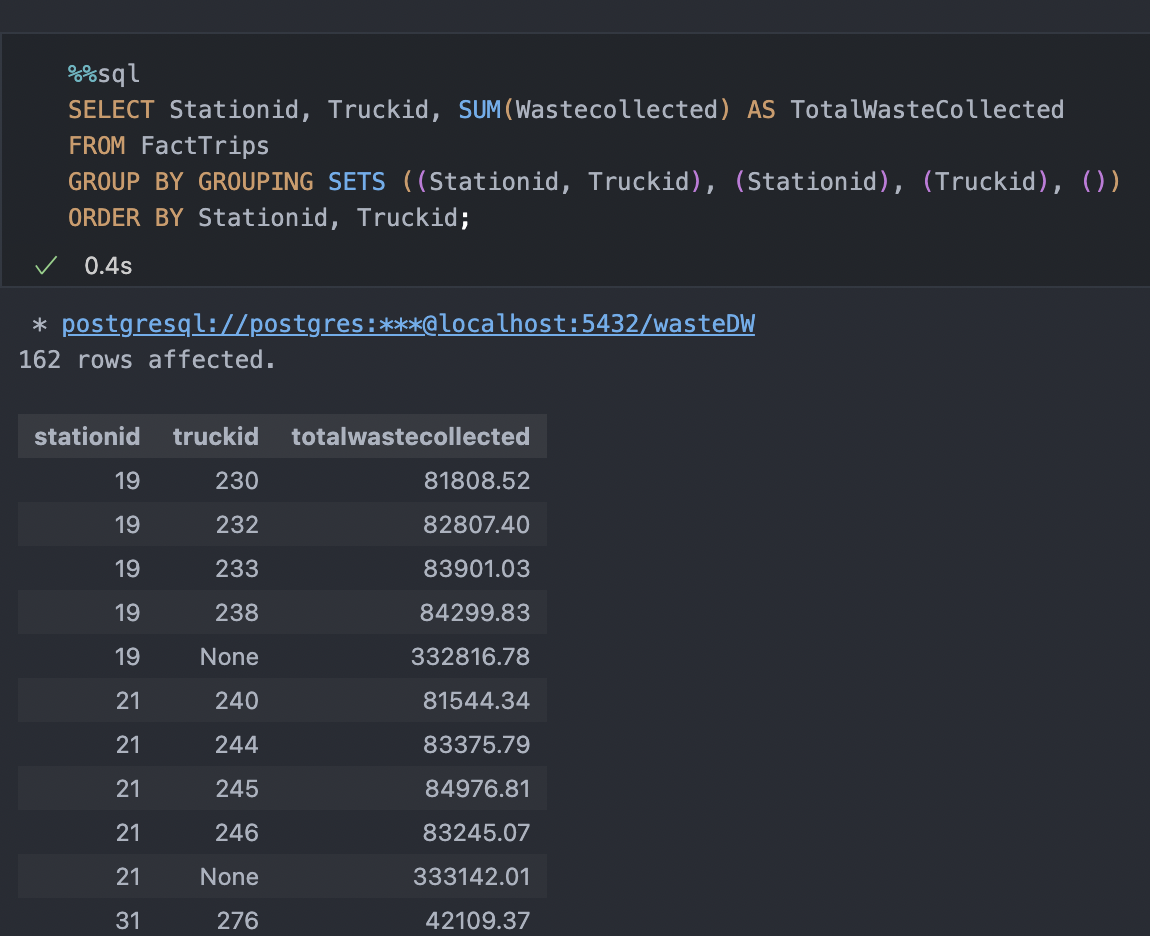 %%sql
SELECT Stationid, Truckid, SUM(Wastecollected) AS TotalWasteCollected
FROM FactTrips
GROUP BY GROUPING SETS ((Stationid, Truckid), (Stationid), (Truckid), ())
ORDER BY Stationid, Truckid;
✓ 0.4s
* postgresql://postgres:***@localhost:5432/wasteDW
162 rows affected.
stationid truckid totalwastecollected
19 230 81808.52
19 232 82807.40
19 233 83901.03
19 238 84299.83
19 None 332816.78
21 240 81544.34
21 244 83375.79
21 245 84976.81
21 246 83245.07
21 None 333142.01
31 276 42109.37